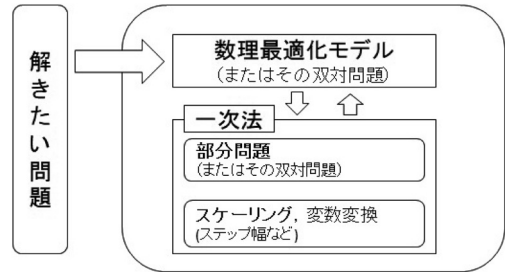 解きたい問題
数理最適化モデル
(またはその双対問題)
一次法
部分問題
(またはその双対問題)
スケーリング, 変数変換
(ステップ幅など)